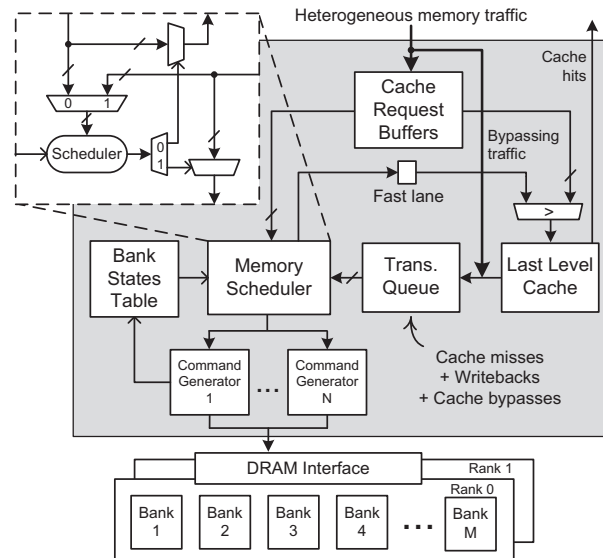 Heterogeneous memory traffic
Cache
hits
0 1
Scheduler
0
1
Cache
Request
Buffers
Bypassing
traffic
Fast lane
>
Bank
States
Table
Memory
Scheduler
Trans.
Queue
Last Level
Cache
Command
Generator
1
...
Command
Generator
N
Cache misses
+ Writebacks
+ Cache bypasses
DRAM Interface
Rank 1
Rank 0
Bank
1
Bank
2
Bank
3
Bank
4
...
Bank
M